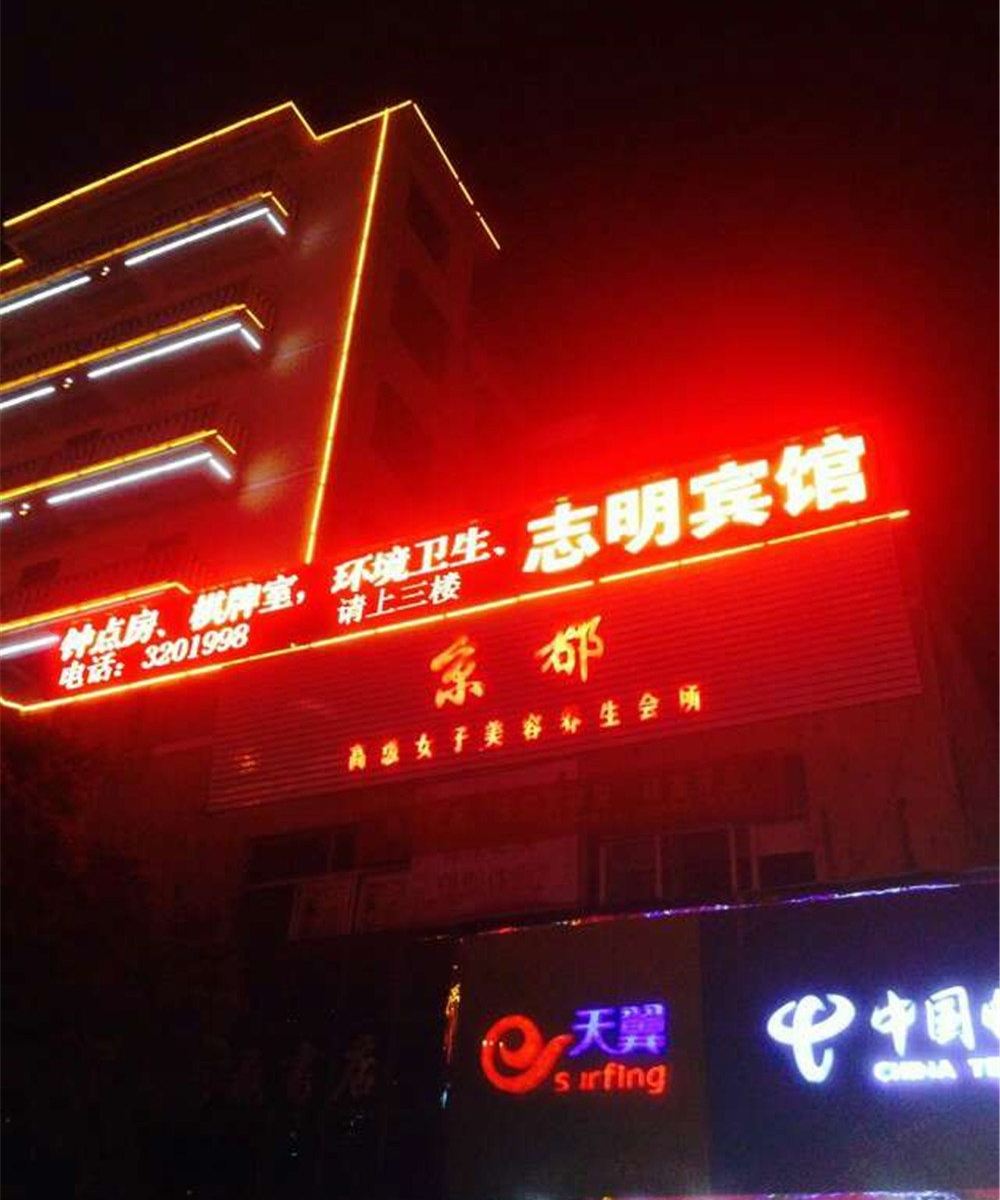 钟点房、棋牌室，环境卫生、志明宾馆
电话：3201998 请上三楼
京都
高级女子美容养生会所
天翼
surfing
中国
CHINA TE